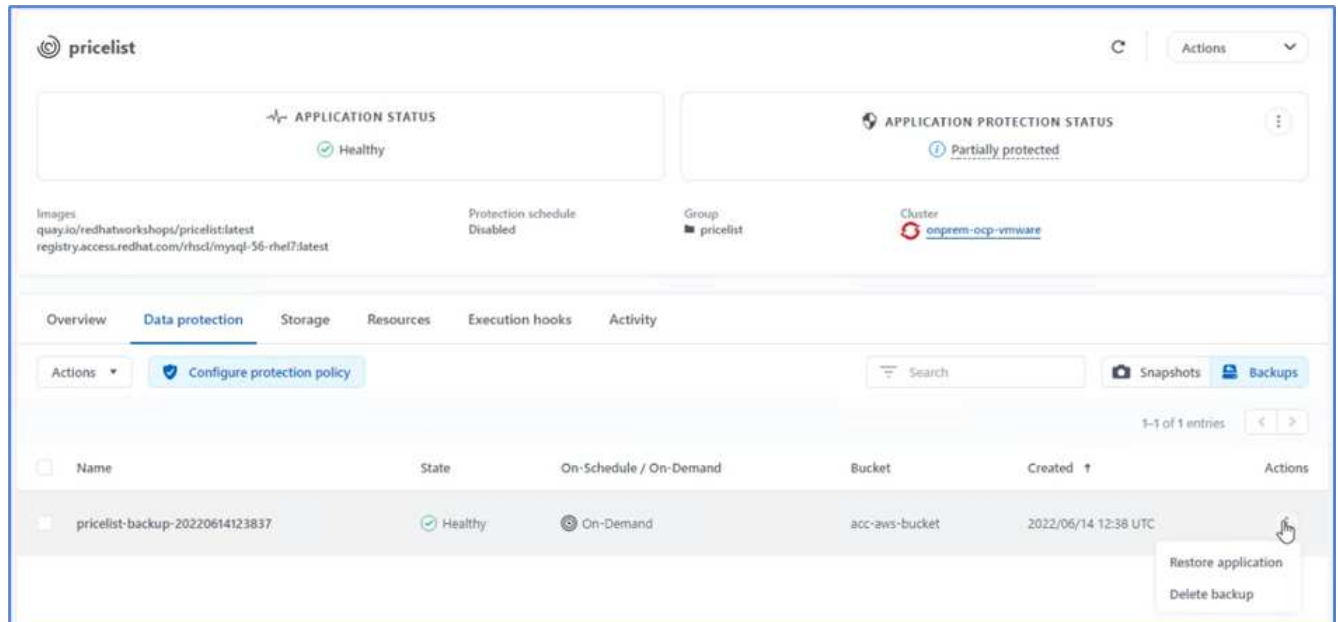 pricelist
Actions
APPLICATION STATUS
Healthy
APPLICATION PROTECTION STATUS
Partially protected
Images
quay.io/redhatworkshops/pricelist:latest
registry.access.redhat.com/rhscl/mysql-56-rhel7:latest
Protection schedule
Disabled
Group
pricelist
Cluster
onprem-ocp-vmware
Overview Data protection Storage Resources Execution hooks Activity
Actions Configure protection policy Search Snapshots Backups
1-1 of 1 entries
Name State On-Schedule / On-Demand Bucket Created ↑ Actions
pricelist-backup-20220614123837 Healthy On-Demand acc-aws-bucket 2022/06/14 12:38 UTC
Restore application
Delete backup